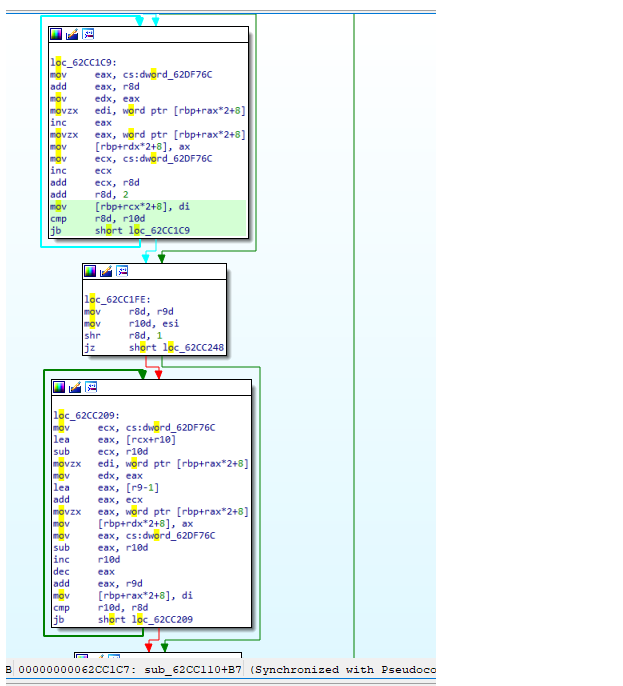 loc_62CC1C9:
mov eax, cs:dword_62DF76C
add eax, r8d
mov edx, eax
movzx edi, word ptr [rbp+rax*2+8]
inc eax
movzx eax, word ptr [rbp+rax*2+8]
mov [rbp+rdx*2+8], ax
mov ecx, cs:dword_62DF76C
inc ecx
add ecx, r8d
add r8d, 2
mov [rbp+rcx*2+8], di
cmp r8d, r10d
jb short loc_62CC1C9
loc_62CC1FE:
mov r8d, r9d
mov r10d, esi
shr r8d, 1
jz short loc_62CC248
loc_62CC209:
mov ecx, cs:dword_62DF76C
lea eax, [rcx+r10]
sub ecx, r10d
movzx edi, word ptr [rbp+rax*2+8]
mov edx, eax
lea eax, [r9-1]
add eax, ecx
movzx eax, word ptr [rbp+rax*2+8]
mov [rbp+rdx*2+8], ax
mov eax, cs:dword_62DF76C
sub eax, r10d
inc r10d
dec eax
add eax, r9d
mov [rbp+rax*2+8], di
cmp r10d, r8d
jb short loc_62CC209
B 00000000062CC1C7: sub_62CC110+B7 (Synchronized with Pseudoco